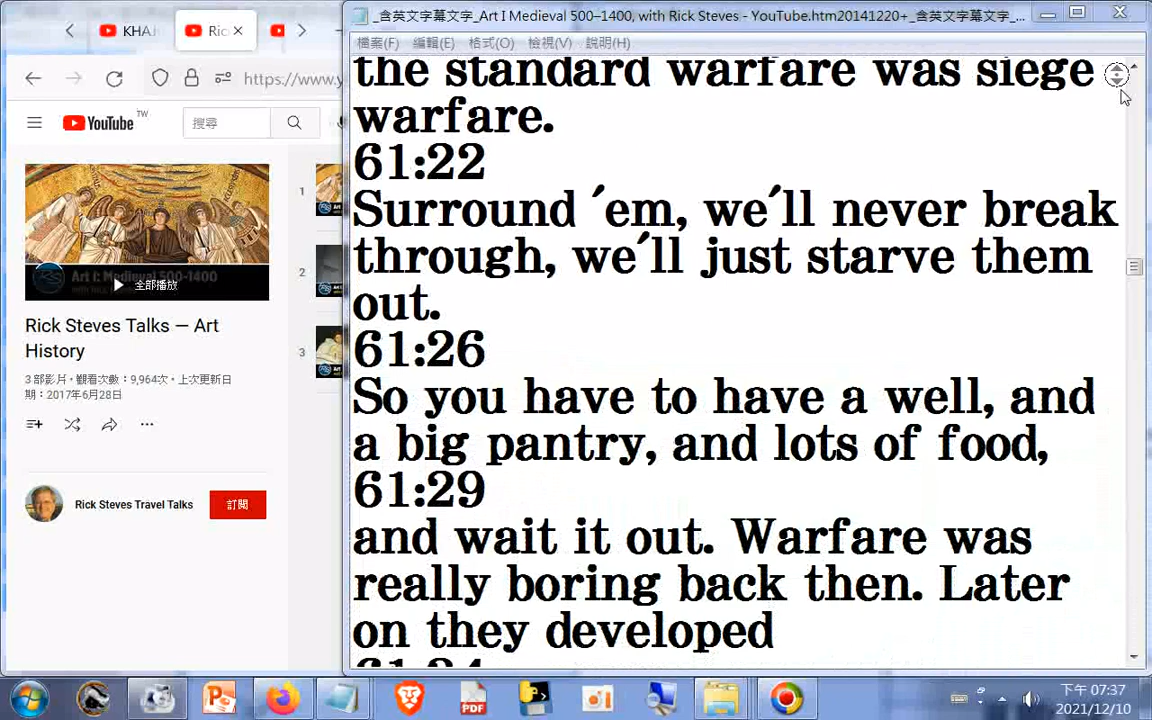 KHA
Ric
https://www.y
YouTube TW
搜尋
Art I: Medieval 500-1400
全部播放
Rick Steves Talks — Art
History
3 部影片・觀看次數：9,964次・上次更新日
期：2017年6月28日
Rick Steves Travel Talks
訂閱
1
2
3
_含英文字幕文字_Art I Medieval 500–1400, with Rick Steves - YouTube.htm20141220+_含英文字幕文字_...
檔案(F) 編輯(E) 格式(O) 檢視(V) 說明(H)
the standard warfare was siege
warfare.
61:22
Surround ′em, we′ll never break
through, we′ll just starve them
out.
61:26
So you have to have a well, and
a big pantry, and lots of food,
61:29
and wait it out. Warfare was
really boring back then. Later
on they developed
61:34
PDF
下午 07:37
2021/12/10